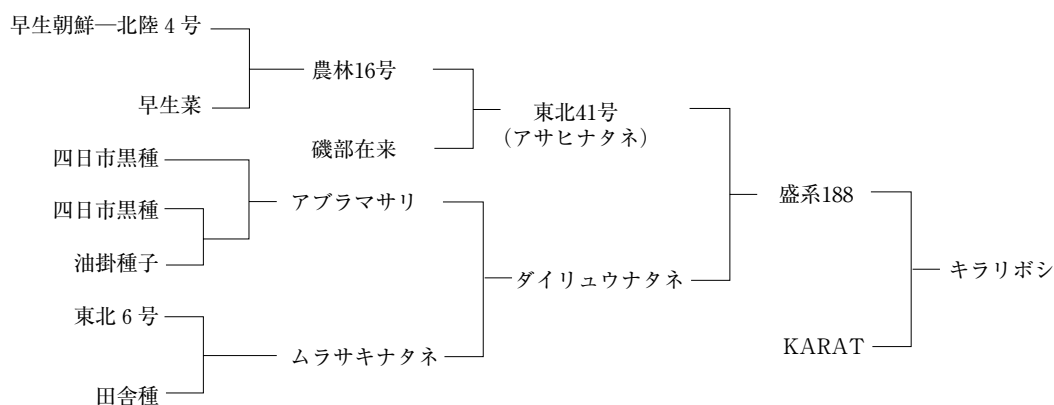 早生朝鮮―北陸4号
農林16号
早生菜
東北41号
(アサヒナタネ)
磯部在来
四日市黒種
盛系188
アブラマサリ
四日市黒種
油掛種子
キラリボシ
ダイリュウナタネ
東北6号
ムラサキナタネ
KARAT
田舎種